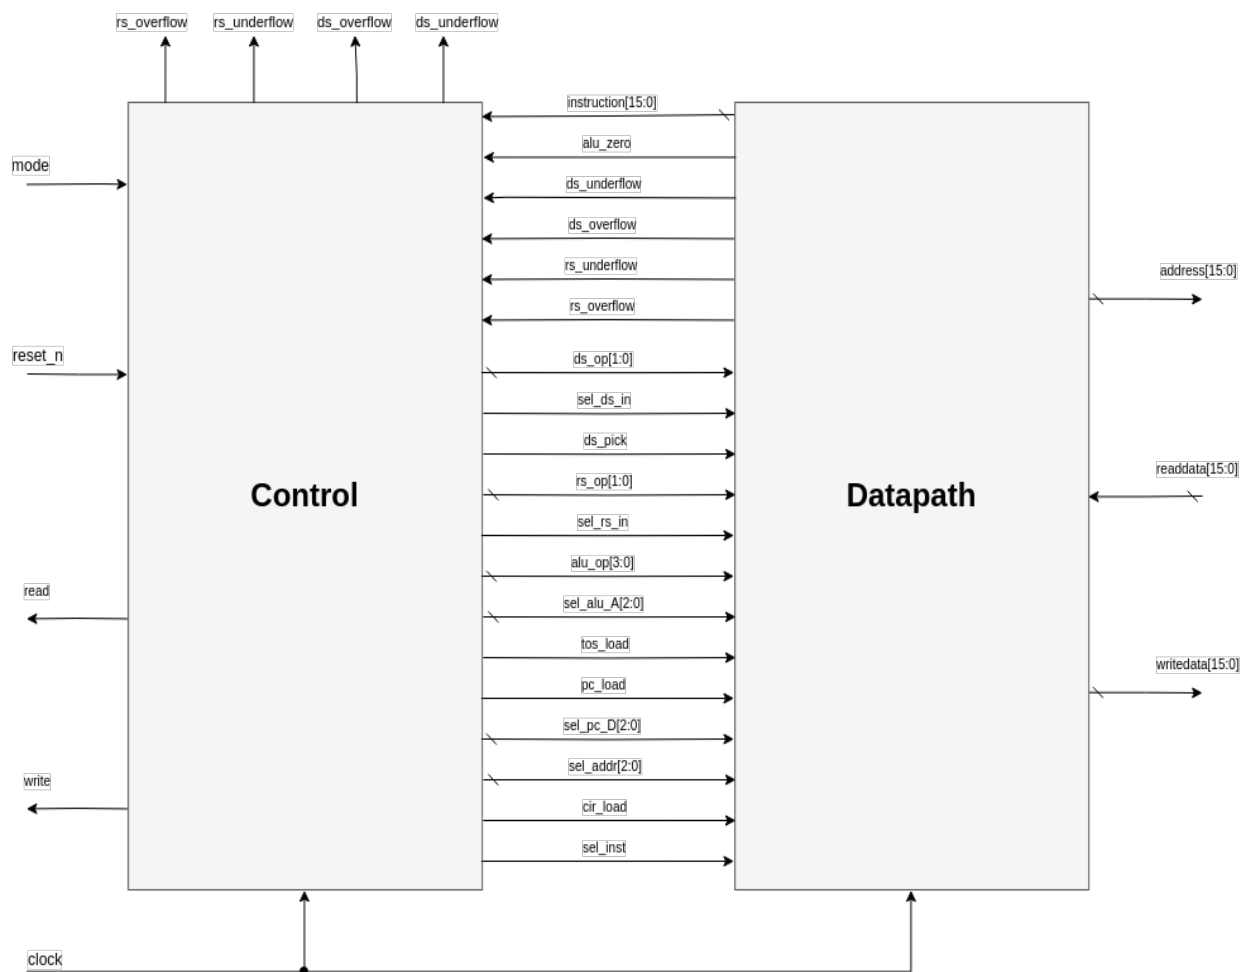 rs_overflow rs_underflow ds_overflow ds_underflow
instruction[15:0]
alu_zero
mode
ds_underflow
ds_overflow
rs_underflow
address[15:0]
rs_overflow
reset_n
ds_op[1:0]
sel_ds_in
ds_pick
readdata[15:0]
rs_op[1:0]
Control
Datapath
sel_rs_in
alu_op[3:0]
read
sel_alu_A[2:0]
tos_load
writedata[15:0]
pc_load
sel_pc_D[2:0]
sel_addr[2:0]
write
cir_load
sel_inst
clock